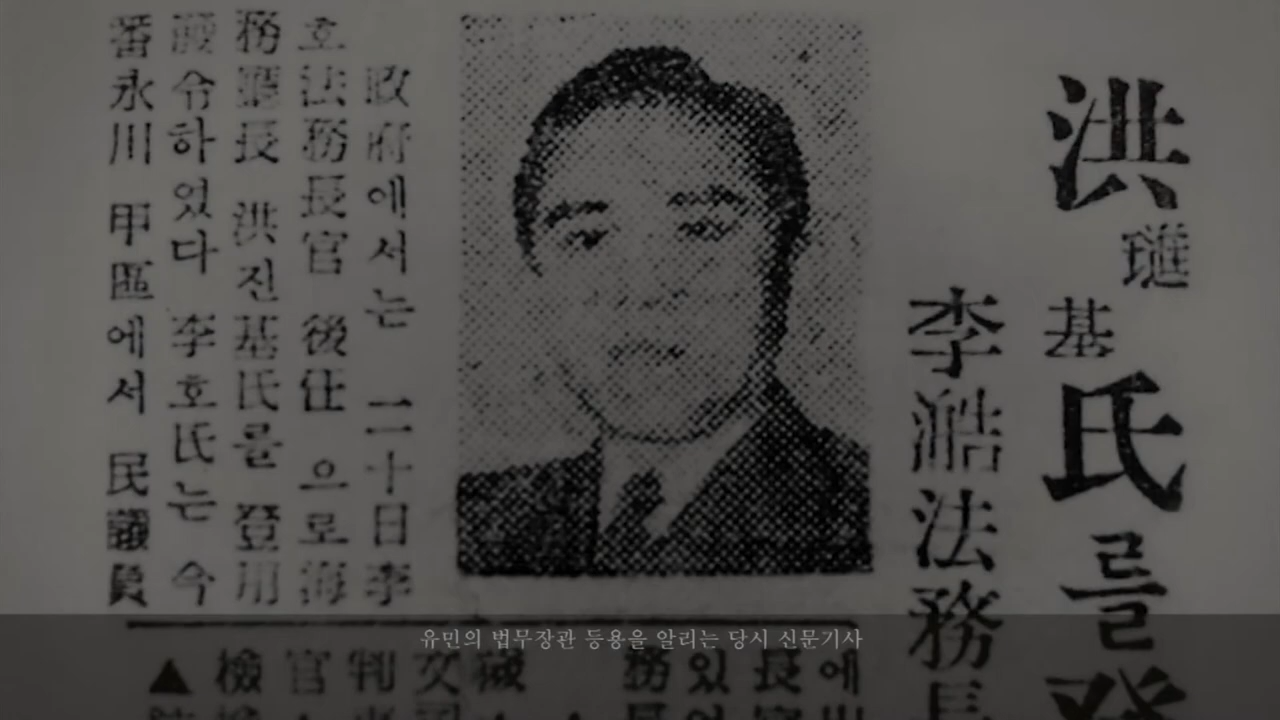 洪璡基氏를
李澔法務長
政府에서는 二十日李
호法務長官 後任 으로海
務廳長 洪진基氏를 登用
發令하였다 李호氏는 今
番永川 甲區에서 民議員
유민의 법무장관 등용을 알리는 당시 신문기사